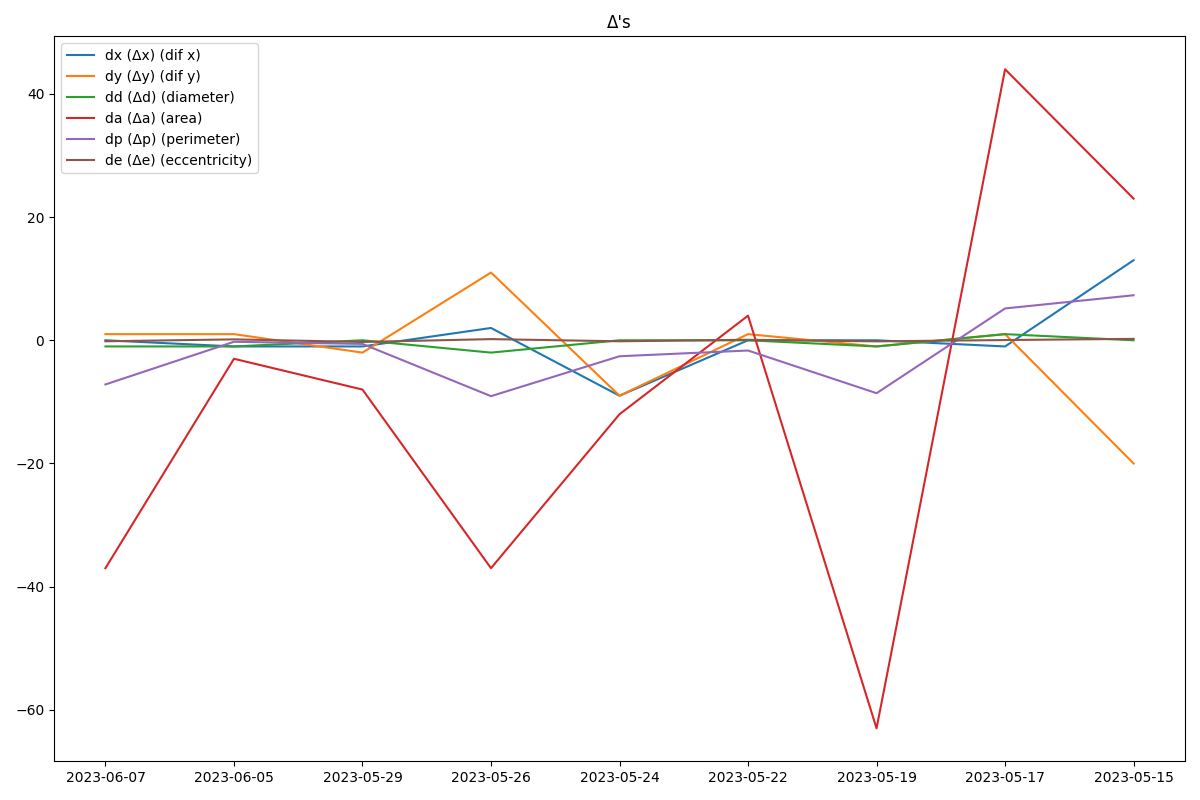 Δ's
dx (Δx) (dif x)
dy (Δy) (dif y)
dd (Δd) (diameter)
da (Δa) (area)
dp (Δp) (perimeter)
de (Δe) (eccentricity)
40
20
0
−20
−40
−60
2023-06-07 2023-06-05 2023-05-29 2023-05-26 2023-05-24 2023-05-22 2023-05-19 2023-05-17 2023-05-15